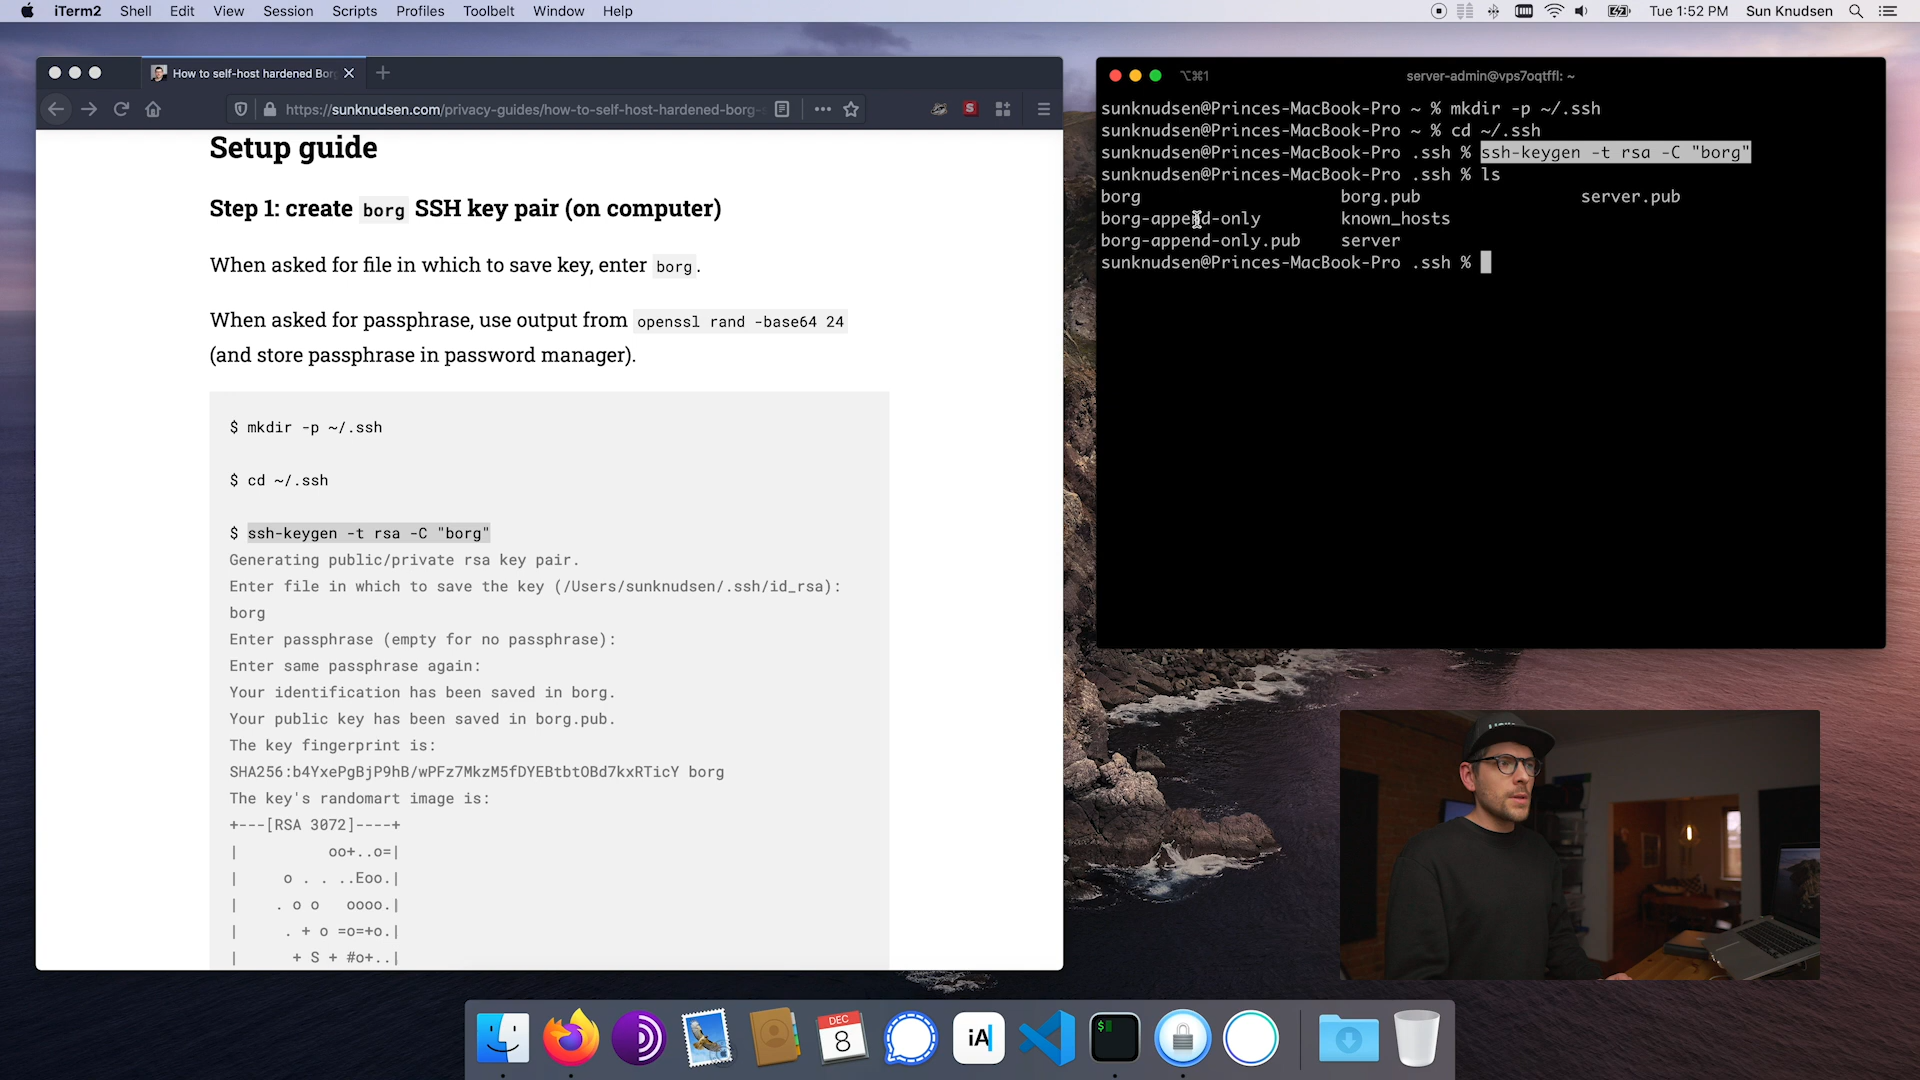 iTerm2 Shell Edit View Session Scripts Profiles Toolbelt Window Help
Tue 1:52 PM Sun Knudsen
How to self-host hardened Bor
https://sunknudsen.com/privacy-guides/how-to-self-host-hardened-borg-
Setup guide
Step 1: create borg SSH key pair (on computer)
When asked for file in which to save key, enter borg.
When asked for passphrase, use output from openssl rand -base64 24
(and store passphrase in password manager).
$ mkdir -p ~/.ssh
$ cd ~/.ssh
$ ssh-keygen -t rsa -C "borg"
Generating public/private rsa key pair.
Enter file in which to save the key (/Users/sunknudsen/.ssh/id_rsa):
borg
Enter passphrase (empty for no passphrase):
Enter same passphrase again:
Your identification has been saved in borg.
Your public key has been saved in borg.pub.
The key fingerprint is:
SHA256:b4YxePgBjP9hB/wPFz7MkzM5fDYEBtbtOBd7kxRTicY borg
The key's randomart image is:
+---[RSA 3072]----+
|          oo+..o=|
|     o . . ..Eoo.|
|    . o o   oooo.|
|     . + o =o=+o.|
|      + S + #o+..|
⌥⌘1 server-admin@vps7oqtffl: ~
sunknudsen@Princes-MacBook-Pro ~ % mkdir -p ~/.ssh
sunknudsen@Princes-MacBook-Pro ~ % cd ~/.ssh
sunknudsen@Princes-MacBook-Pro .ssh % ssh-keygen -t rsa -C "borg"
sunknudsen@Princes-MacBook-Pro .ssh % ls
borg borg.pub server.pub
borg-append-only known_hosts
borg-append-only.pub server
sunknudsen@Princes-MacBook-Pro .ssh %
DEC
8
iA
$